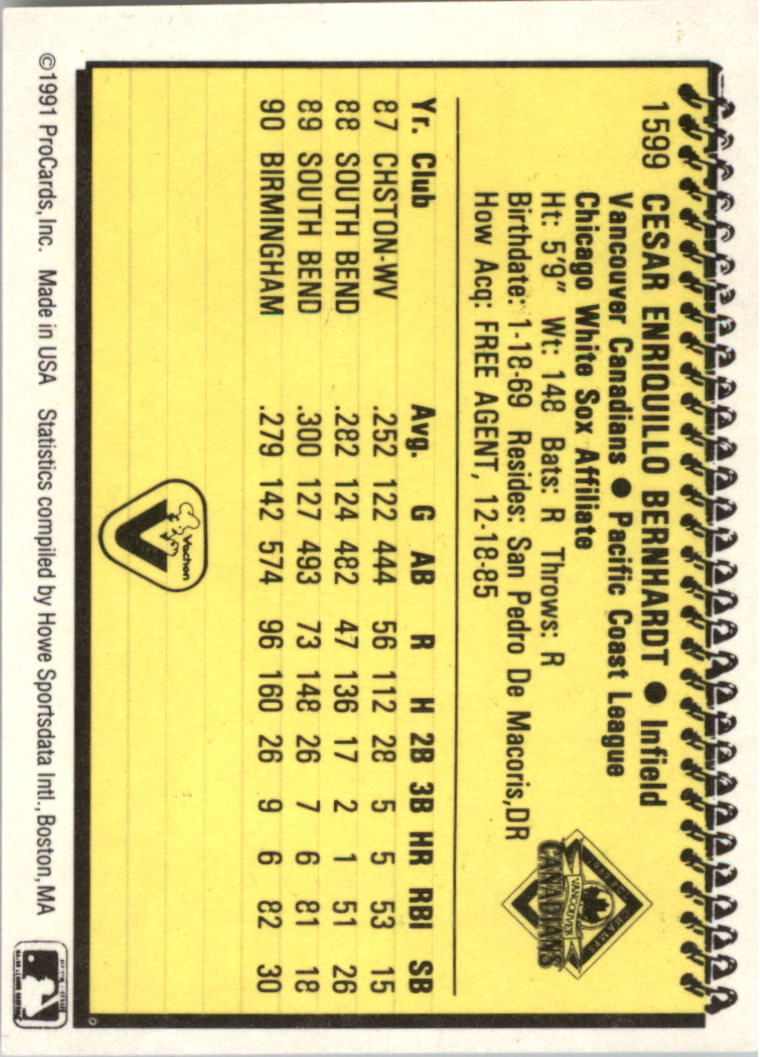 1599 CESAR ENRIQUILLO BERNHARDT ● Infield
Vancouver Canadians ● Pacific Coast League
Chicago White Sox Affiliate
Ht: 5'9" Wt: 148 Bats: R Throws: R
Birthdate: 1-18-69 Resides: San Pedro De Macoris,DR
How Acq: FREE AGENT, 12-18-85
VANCOUVER
CANADIANS
Yr. Club Avg. G AB R H 2B 3B HR RBI SB
87 CHSTON-WV .252 122 444 56 112 28 5 5 53 15
88 SOUTH BEND .282 124 482 47 136 17 2 1 51 26
89 SOUTH BEND .300 127 493 73 148 26 7 6 81 18
90 BIRMINGHAM .279 142 574 96 160 26 9 6 82 30
Vachon
V
©1991 ProCards, Inc. Made in USA Statistics compiled by Howe Sportsdata Intl., Boston, MA